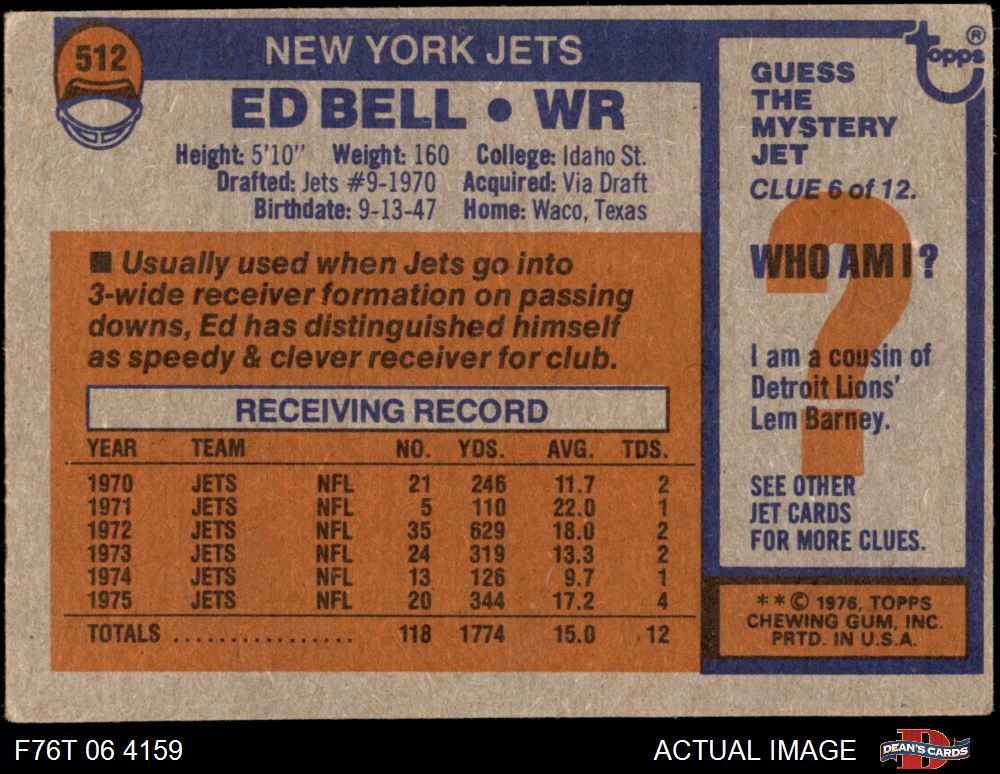 512
NEW YORK JETS
ED BELL • WR
Height: 5'10" Weight: 160 College: Idaho St.
Drafted: Jets #9-1970 Acquired: Via Draft
Birthdate: 9-13-47 Home: Waco, Texas
■ Usually used when Jets go into
3-wide receiver formation on passing
downs, Ed has distinguished himself
as speedy & clever receiver for club.
RECEIVING RECORD
YEAR TEAM NO. YDS. AVG. TDS.
1970 JETS NFL 21 246 11.7 2
1971 JETS NFL 5 110 22.0 1
1972 JETS NFL 35 629 18.0 2
1973 JETS NFL 24 319 13.3 2
1974 JETS NFL 13 126 9.7 1
1975 JETS NFL 20 344 17.2 4
TOTALS ................ 118 1774 15.0 12
topps ®
GUESS
THE
MYSTERY
JET
CLUE 6 of 12.
?
WHO AM I?
I am a cousin of
Detroit Lions'
Lem Barney.
SEE OTHER
JET CARDS
FOR MORE CLUES.
**© 1976, TOPPS
CHEWING GUM, INC.
PRTD. IN U.S.A.
F76T 06 4159
ACTUAL IMAGE
DEAN'S CARDS